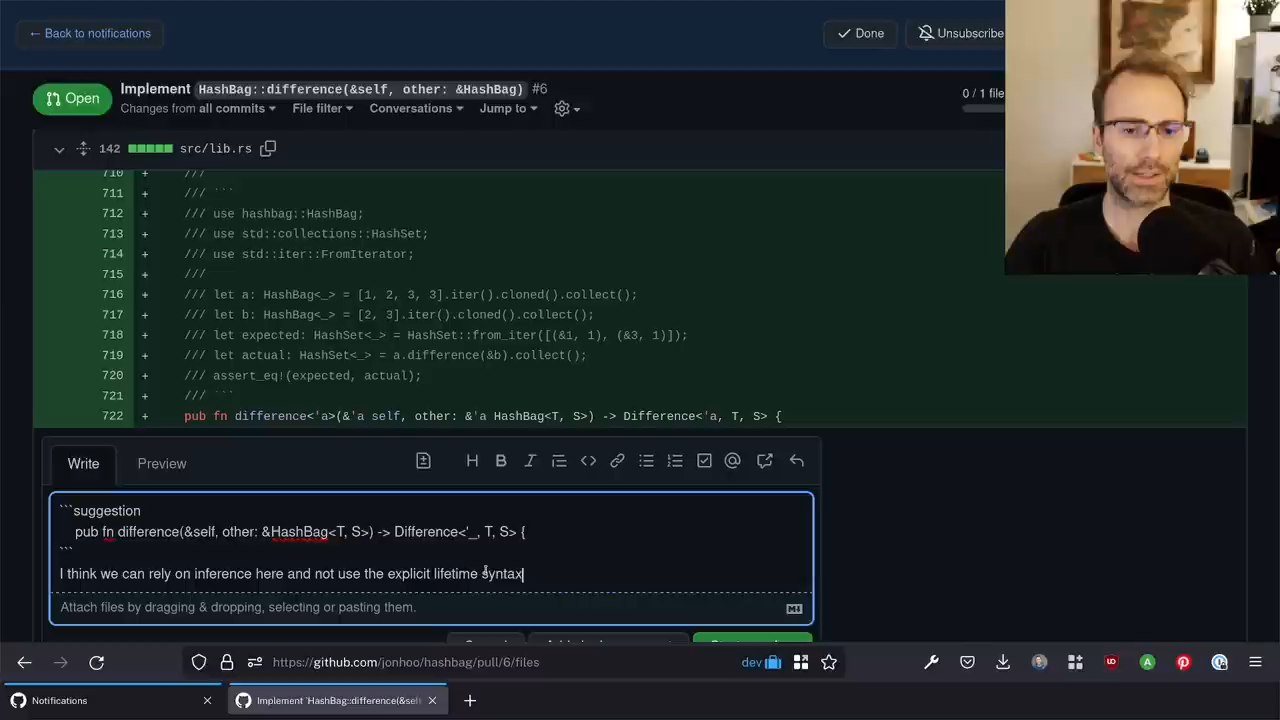 ← Back to notifications
Done
Unsubscribe
Open
Implement HashBag::difference(&self, other: &HashBag) #6
Changes from all commits
File filter
Conversations
Jump to
0 / 1 file
142
src/lib.rs
710 + ///
711 + /// ```
712 + /// use hashbag::HashBag;
713 + /// use std::collections::HashSet;
714 + /// use std::iter::FromIterator;
715 + ///
716 + /// let a: HashBag<_> = [1, 2, 3, 3].iter().cloned().collect();
717 + /// let b: HashBag<_> = [2, 3].iter().cloned().collect();
718 + /// let expected: HashSet<_> = HashSet::from_iter([(&1, 1), (&3, 1)]);
719 + /// let actual: HashSet<_> = a.difference(&b).collect();
720 + /// assert_eq!(expected, actual);
721 + /// ```
722 + pub fn difference<'a>(&'a self, other: &'a HashBag<T, S>) -> Difference<'a, T, S> {
Write
Preview
```suggestion
pub fn difference(&self, other: &HashBag<T, S>) -> Difference<'_, T, S> {
```
I think we can rely on inference here and not use the explicit lifetime syntax
Attach files by dragging & dropping, selecting or pasting them.
https://github.com/jonhoo/hashbag/pull/6/files
dev
Notifications
Implement `HashBag::difference(&sel